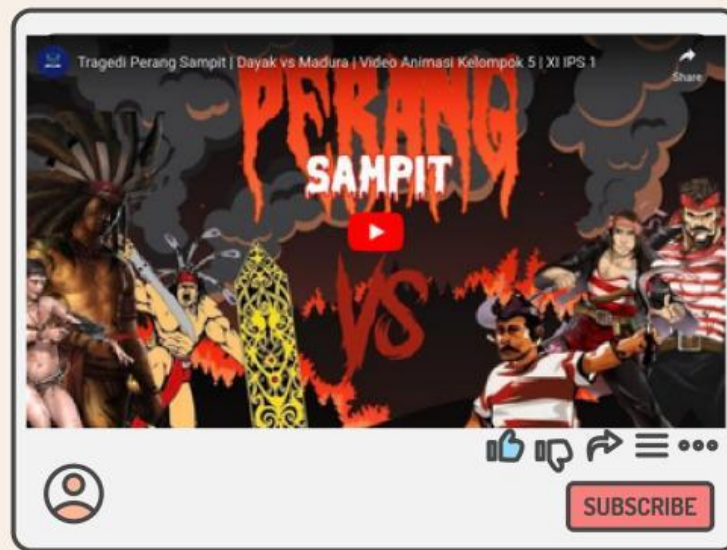 Tragedi Perang Sampit | Dayak vs Madura | Video Animasi Kelompok 5 | XI IPS 1
Share
PERANG
SAMPIT
VS
SUBSCRIBE